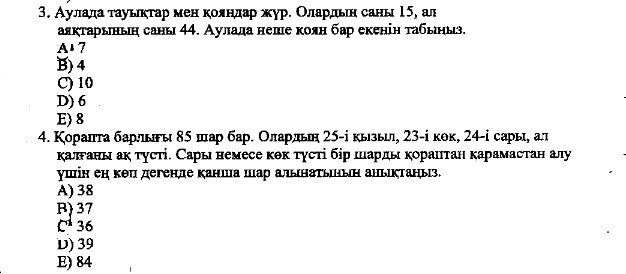 3. Аулада тауықтар мен қояндар жүр. Олардың саны 15, ал
аяқтарының саны 44. Аулада неше коян бар екенін табыңыз.
А) 7
B) 4
C) 10
D) 6
E) 8
4. Қорапта барлығы 85 шар бар. Олардың 25-і қызыл, 23-і көк, 24-і сары, ал
қалғаны ақ түсті. Сары немесе көк түсті бір шарды қораптан қарамастан алу
үшін ең көп дегенде қанша шар алынатынын анықтаңыз.
A) 38
B) 37
C) 36
D) 39
E) 84